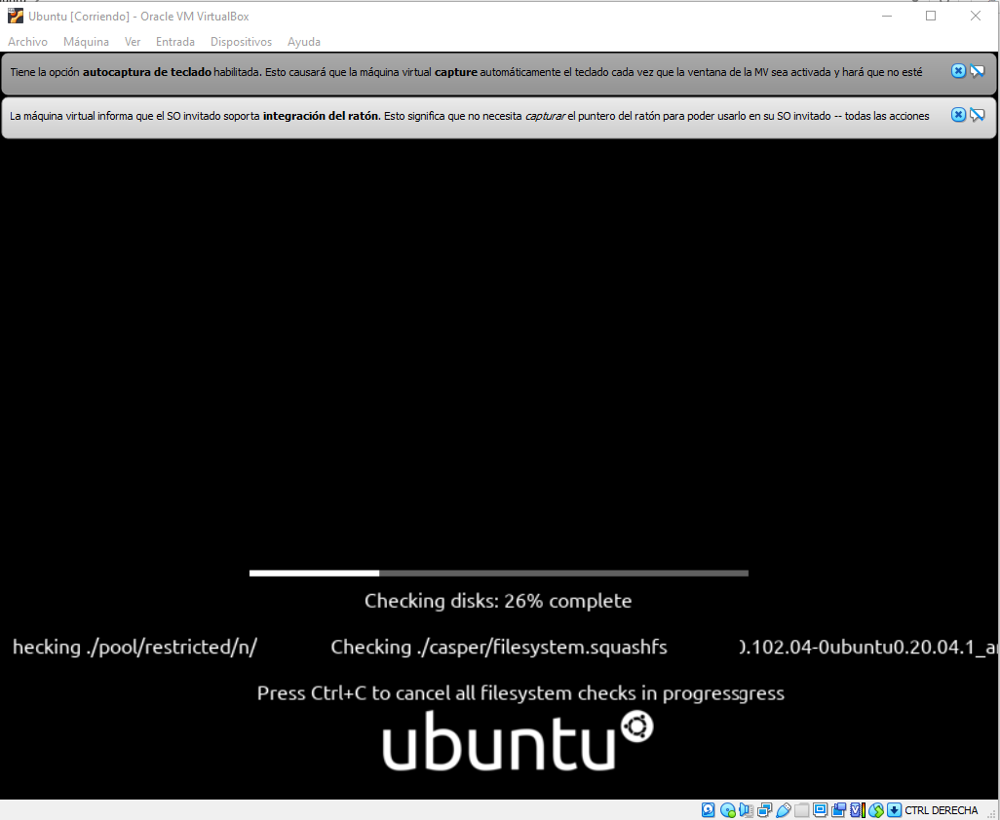 Ubuntu [Corriendo] - Oracle VM VirtualBox
Archivo Máquina Ver Entrada Dispositivos Ayuda
Tiene la opción autocaptura de teclado habilitada. Esto causará que la máquina virtual capture automáticamente el teclado cada vez que la ventana de la MV sea activada y hará que no esté
La máquina virtual informa que el SO invitado soporta integración del ratón. Esto significa que no necesita capturar el puntero del ratón para poder usarlo en su SO invitado -- todas las acciones
Checking disks: 26% complete
hecking ./pool/restricted/n/ Checking ./casper/filesystem.squashfs 0.102.04-0ubuntu0.20.04.1_a
Press Ctrl+C to cancel all filesystem checks in progressgress
ubuntu
CTRL DERECHA